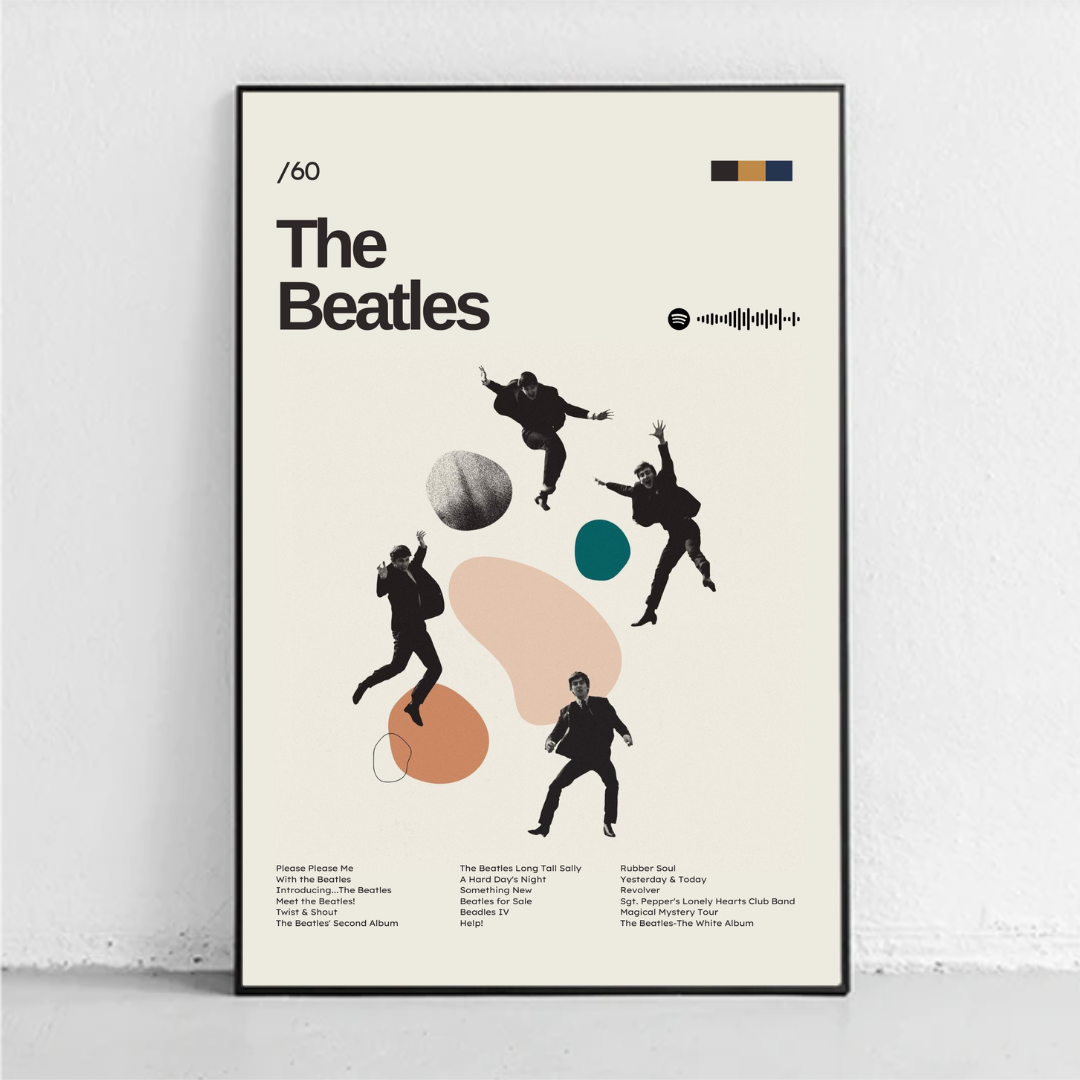 /60
The
Beatles
Please Please Me
With the Beatles
Introducing...The Beatles
Meet the Beatles!
Twist & Shout
The Beatles' Second Album
The Beatles Long Tall Sally
A Hard Day's Night
Something New
Beatles for Sale
Beadles IV
Help!
Rubber Soul
Yesterday & Today
Revolver
Sgt. Pepper's Lonely Hearts Club Band
Magical Mystery Tour
The Beatles-The White Album